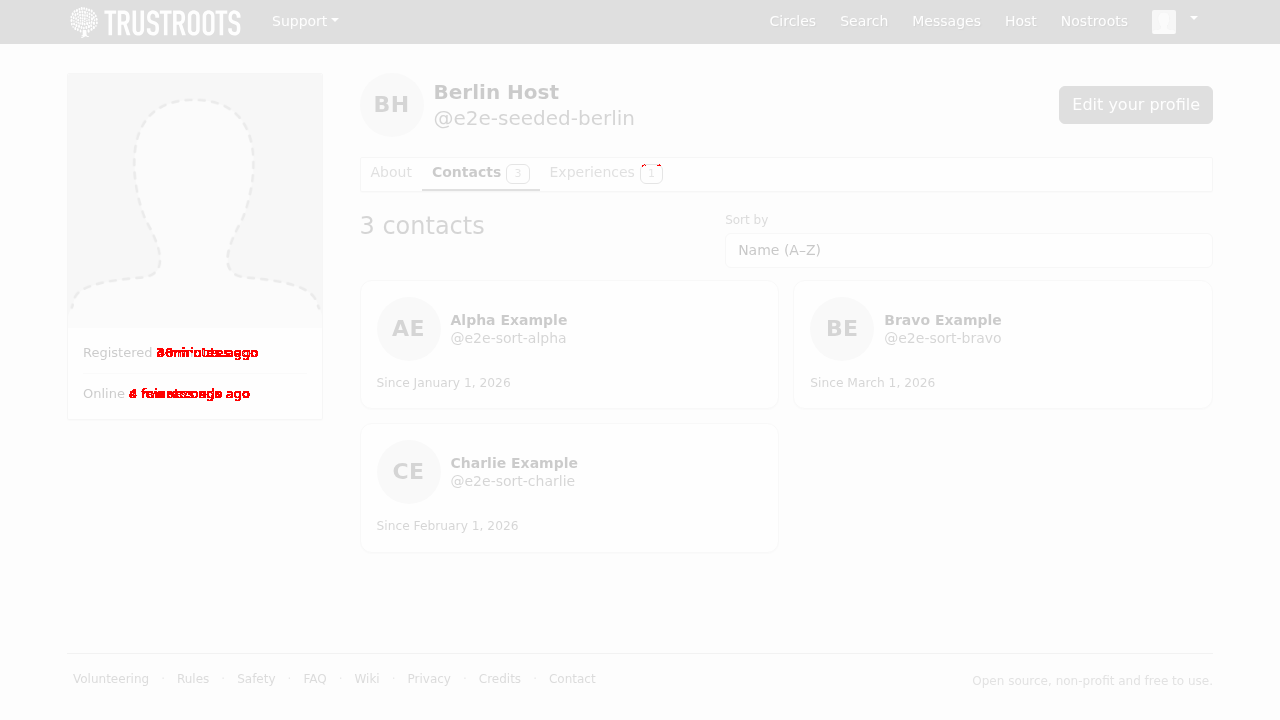 TRUSTROOTS Support Circles Search Messages Host Nostroots
BH Berlin Host
@e2e-seeded-berlin
Edit your profile
About Contacts 3 Experiences 1
3 contacts
Sort by
Name (A–Z)
AE Alpha Example
@e2e-sort-alpha
Since January 1, 2026
BE Bravo Example
@e2e-sort-bravo
Since March 1, 2026
CE Charlie Example
@e2e-sort-charlie
Since February 1, 2026
Registered ago
Online ago
Volunteering · Rules · Safety · FAQ · Wiki · Privacy · Credits · Contact
Open source, non-profit and free to use.